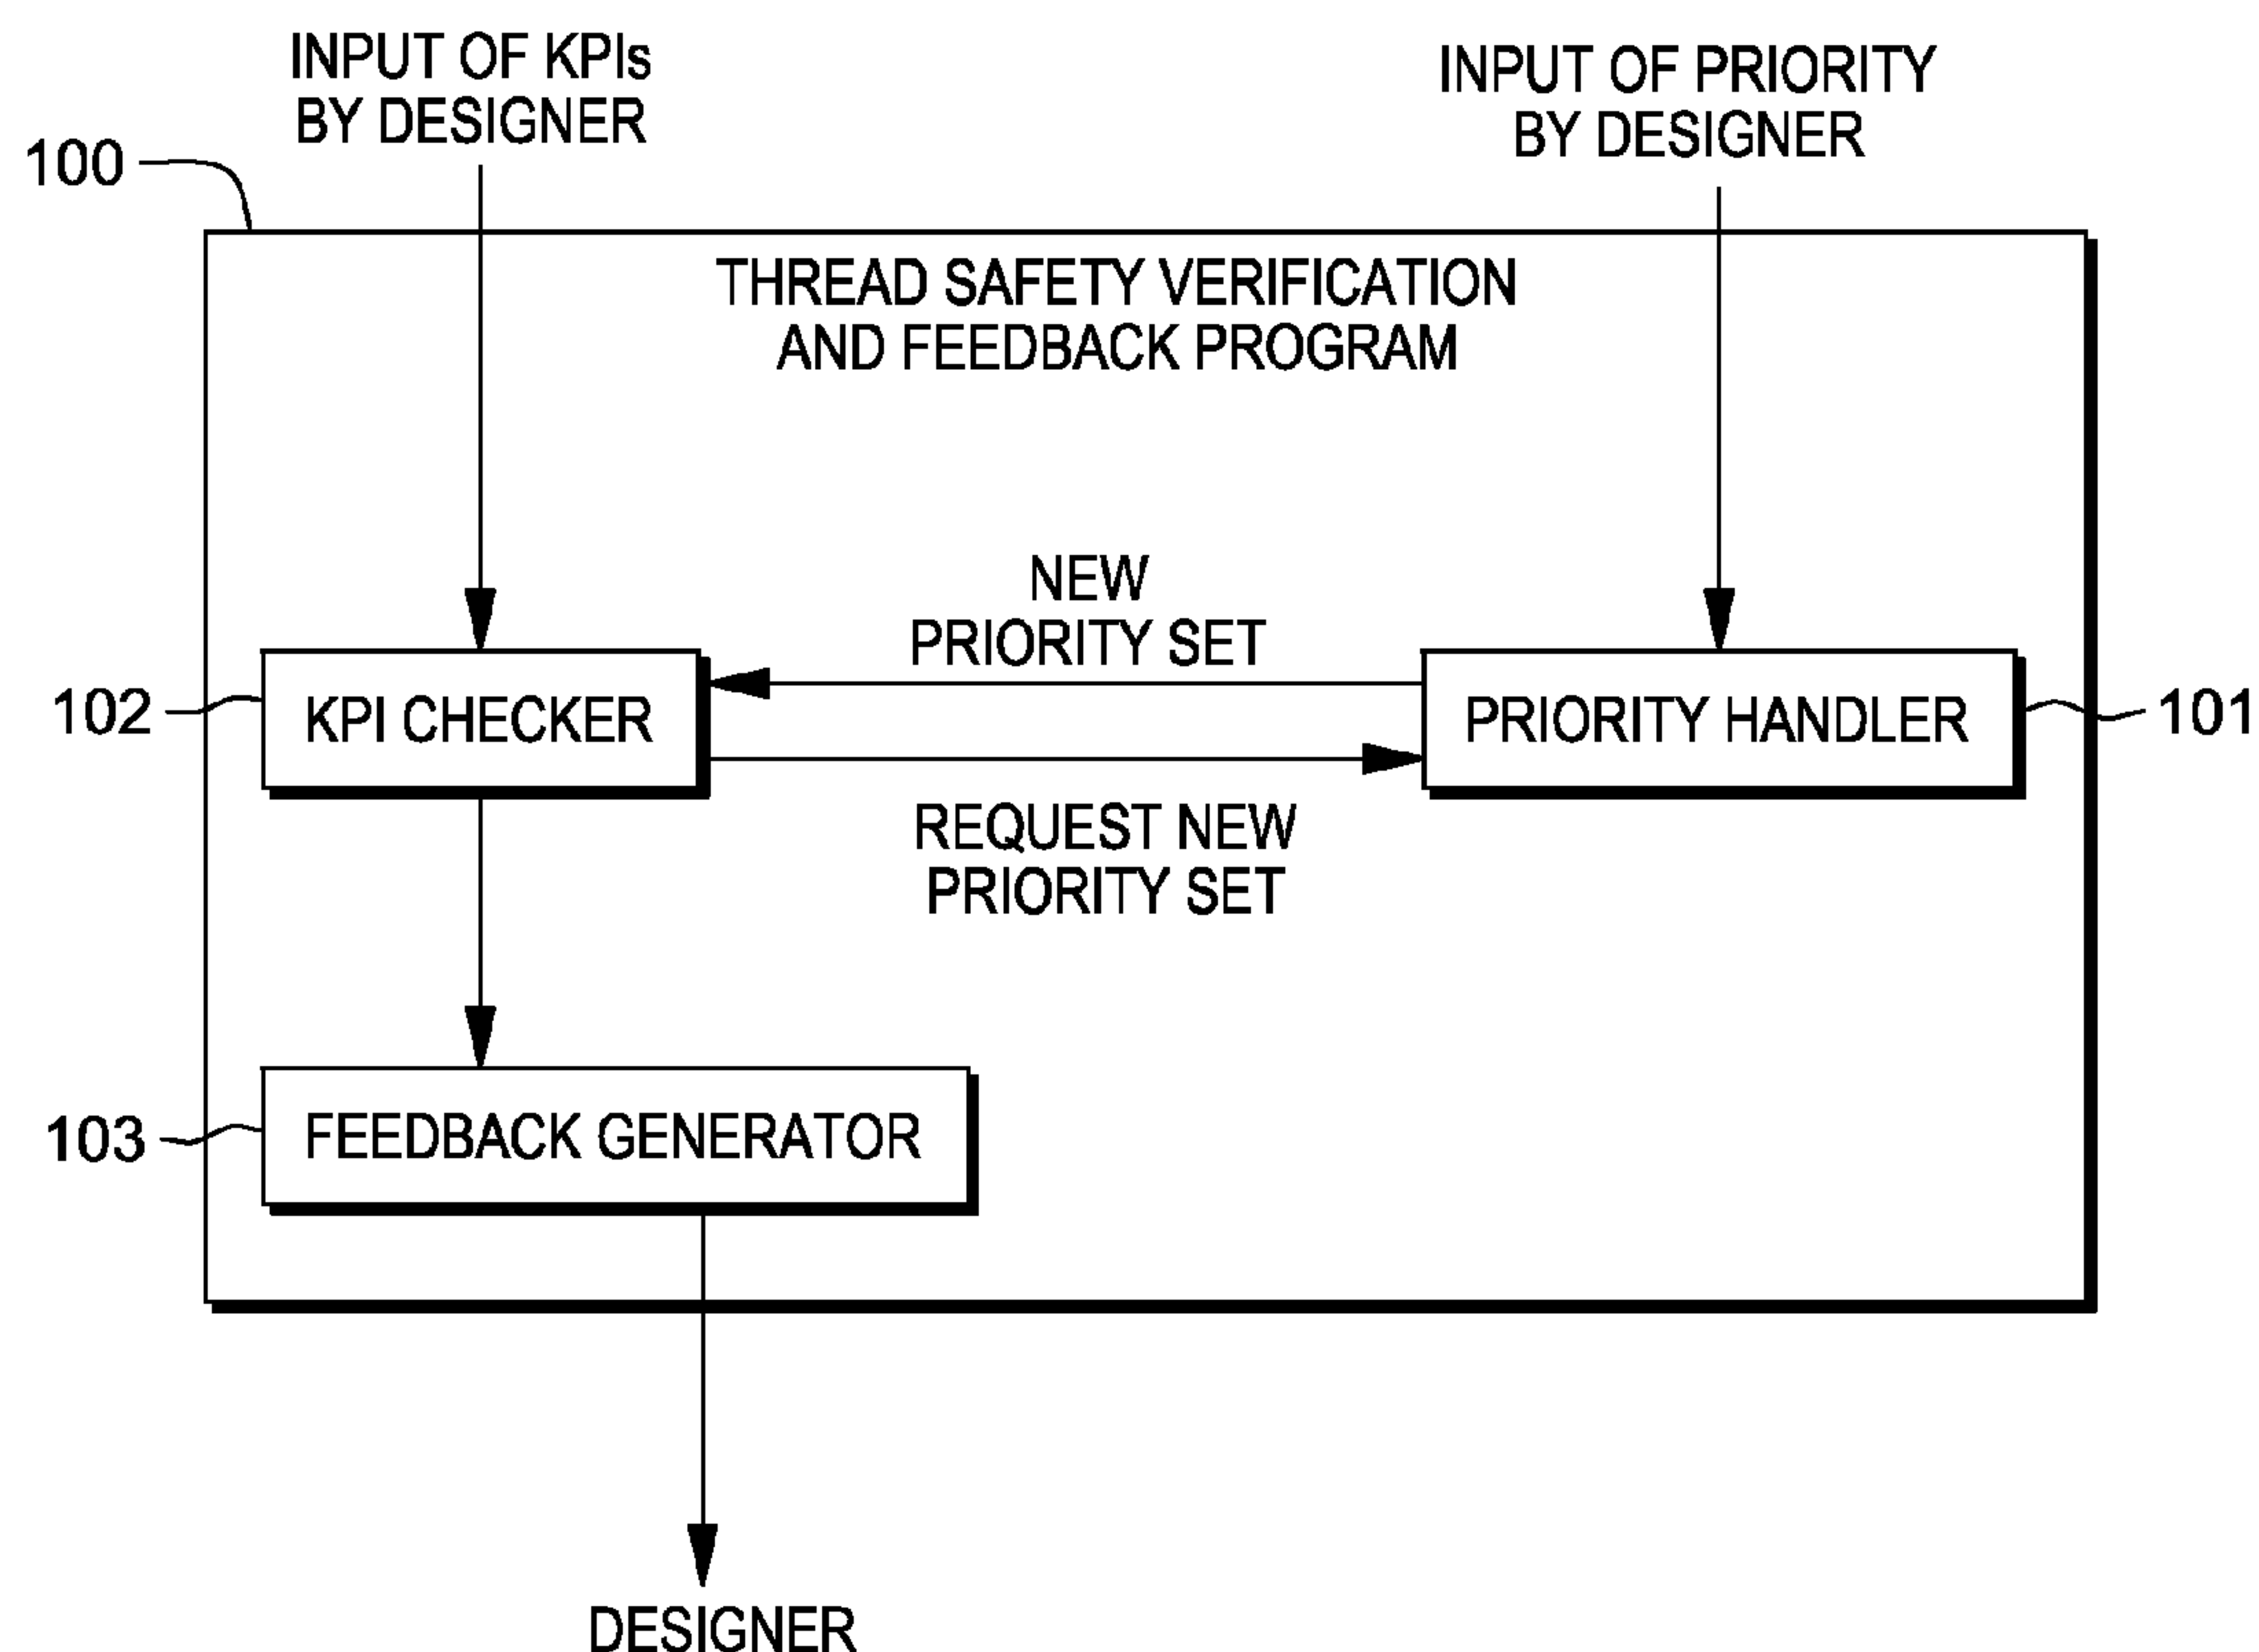 INPUT OF KPIs
BY DESIGNER
INPUT OF PRIORITY
BY DESIGNER
100
THREAD SAFETY VERIFICATION
AND FEEDBACK PROGRAM
NEW
PRIORITY SET
102
KPI CHECKER
PRIORITY HANDLER
101
REQUEST NEW
PRIORITY SET
103
FEEDBACK GENERATOR
DESIGNER